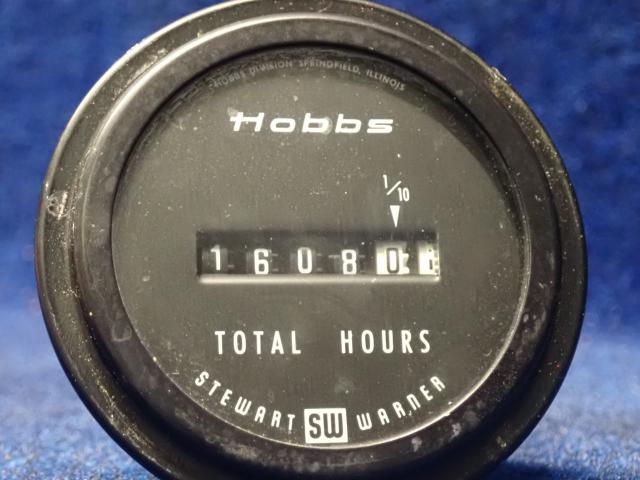 HOBBS DIVISION SPRINGFIELD, ILLINOIS
Hobbs
1/10
1 6 0 8 0
TOTAL HOURS
STEWART SW WARNER